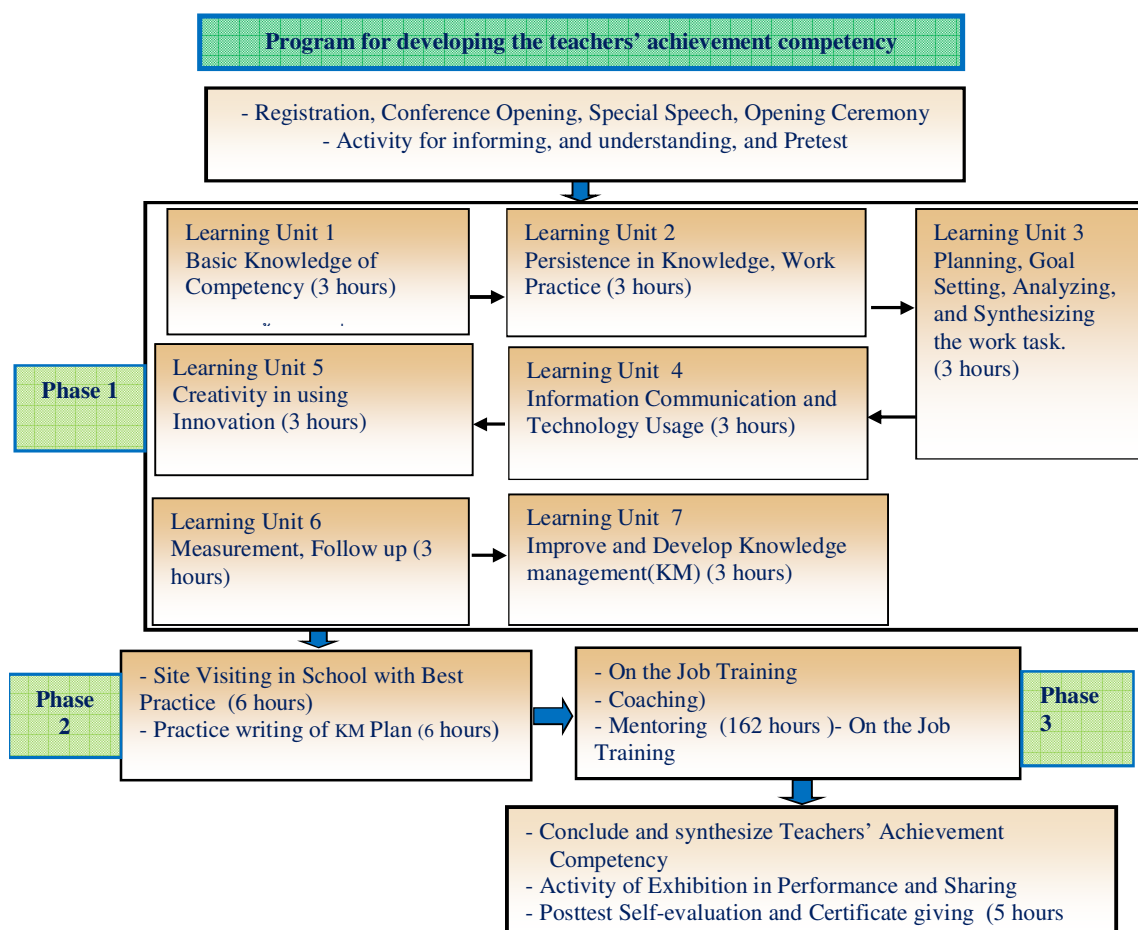 Program for developing the teachers' achievement competency
- Registration, Conference Opening, Special Speech, Opening Ceremony
- Activity for informing, and understanding, and Pretest
Phase 1
Learning Unit 1
Basic Knowledge of
Competency (3 hours)
Learning Unit 2
Persistence in Knowledge, Work
Practice (3 hours)
Learning Unit 3
Planning, Goal
Setting, Analyzing,
and Synthesizing
the work task.
(3 hours)
Learning Unit 4
Information Communication and
Technology Usage (3 hours)
Learning Unit 5
Creativity in using
Innovation (3 hours)
Learning Unit 6
Measurement, Follow up (3
hours)
Learning Unit 7
Improve and Develop Knowledge
management(KM) (3 hours)
Phase
2
- Site Visiting in School with Best
Practice (6 hours)
- Practice writing of KM Plan (6 hours)
- On the Job Training
- Coaching)
- Mentoring (162 hours )- On the Job
Training
Phase
3
- Conclude and synthesize Teachers' Achievement
Competency
- Activity of Exhibition in Performance and Sharing
- Posttest Self-evaluation and Certificate giving (5 hours